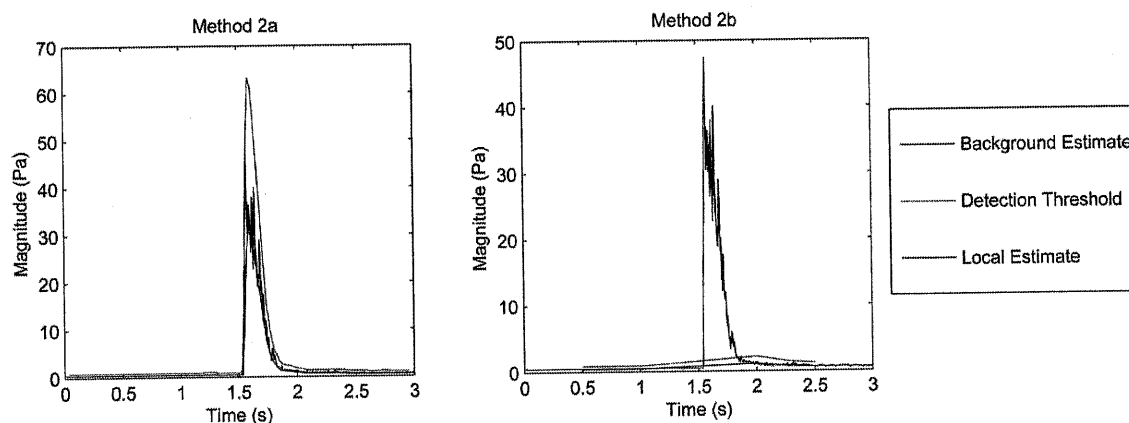 Method 2a
70
60
50
40
30
20
10
0
Magnitude (Pa)
0 0.5 1 1.5 2 2.5 3
Time (s)
Method 2b
50
40
30
20
10
0
Magnitude (Pa)
0 0.5 1 1.5 2 2.5 3
Time (s)
Background Estimate
Detection Threshold
Local Estimate